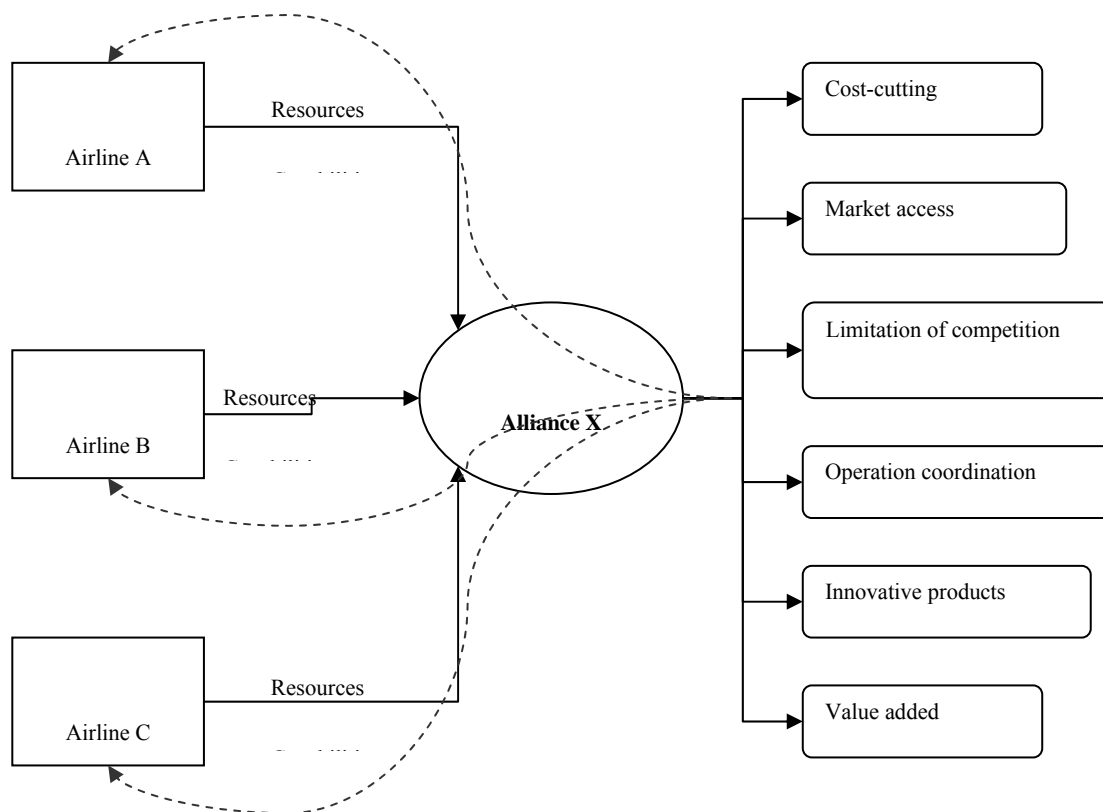 Resources
Airline A
Resources
Airline B
Resources
Airline C
Alliance X
Cost-cutting
Market access
Limitation of competition
Operation coordination
Innovative products
Value added